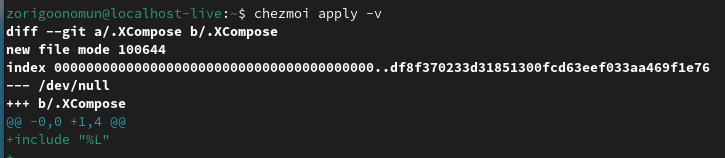 zorigoonomun@localhost-live:~$ chezmoi apply -v
diff --git a/.XCompose b/.XCompose
new file mode 100644
index 0000000000000000000000000000000000000000..df8f370233d31851300fcd63eef033aa469f1e76
--- /dev/null
+++ b/.XCompose
@@ -0,0 +1,4 @@
+include "%L"
+